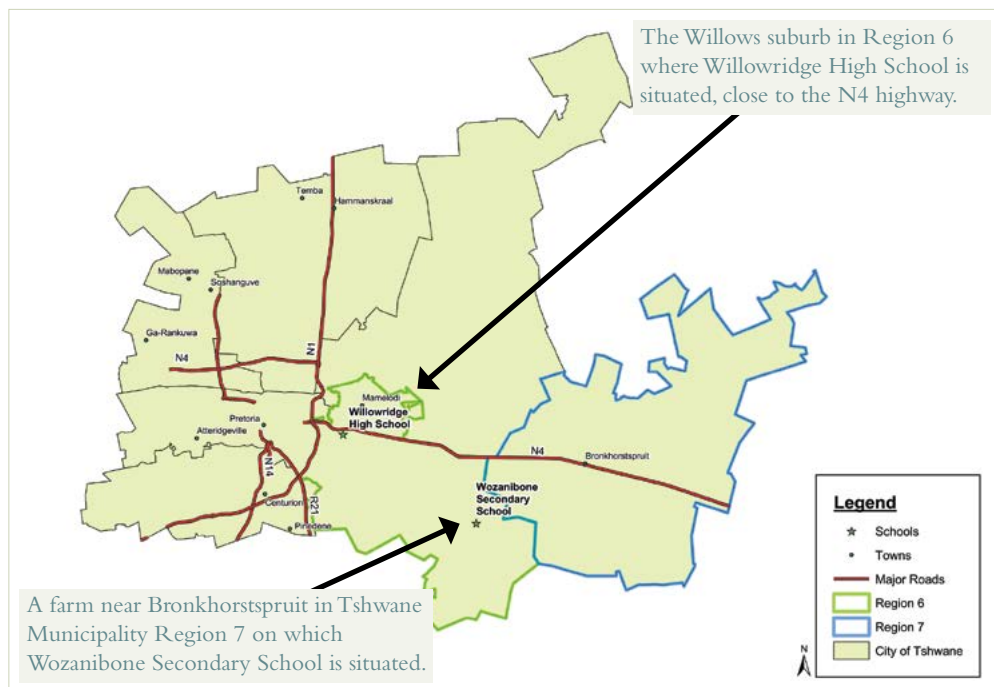 The Willows suburb in Region 6
where Willowridge High School is
situated, close to the N4 highway.
Temba
Hammanskraal
Mabopane
Soshanguve
Ga-Rankuwa
N4
N1
Mamelodi
Willowridge
High School
Pretoria
Atteridgeville
N4
Bronkhorstspruit
N14
Wozanibone
Secondary
School
Centurion
R21
Pinedene
Legend
Schools
Towns
Major Roads
Region 6
Region 7
City of Tshwane
N
A farm near Bronkhorstspruit in Tshwane
Municipality Region 7 on which
Wozanibone Secondary School is situated.